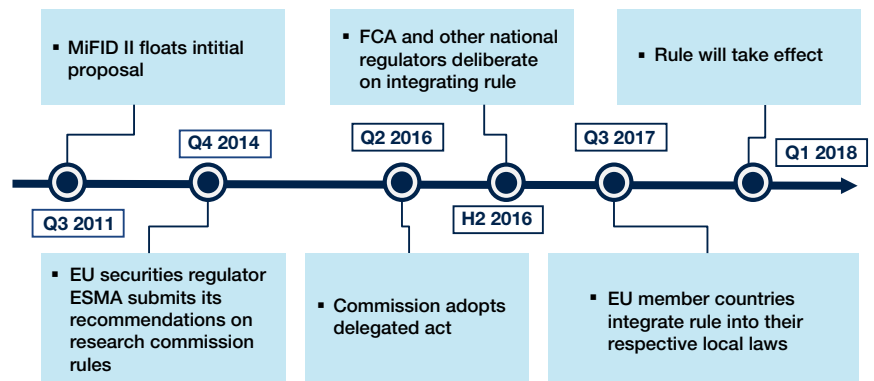 ▪ MiFID II floats intitial
proposal
▪ FCA and other national
regulators deliberate
on integrating rule
▪ Rule will take effect
Q4 2014
Q2 2016
Q3 2017
Q1 2018
Q3 2011
H2 2016
▪ EU securities regulator
ESMA submits its
recommendations on
research commission
rules
▪ Commission adopts
delegated act
▪ EU member countries
integrate rule into their
respective local laws